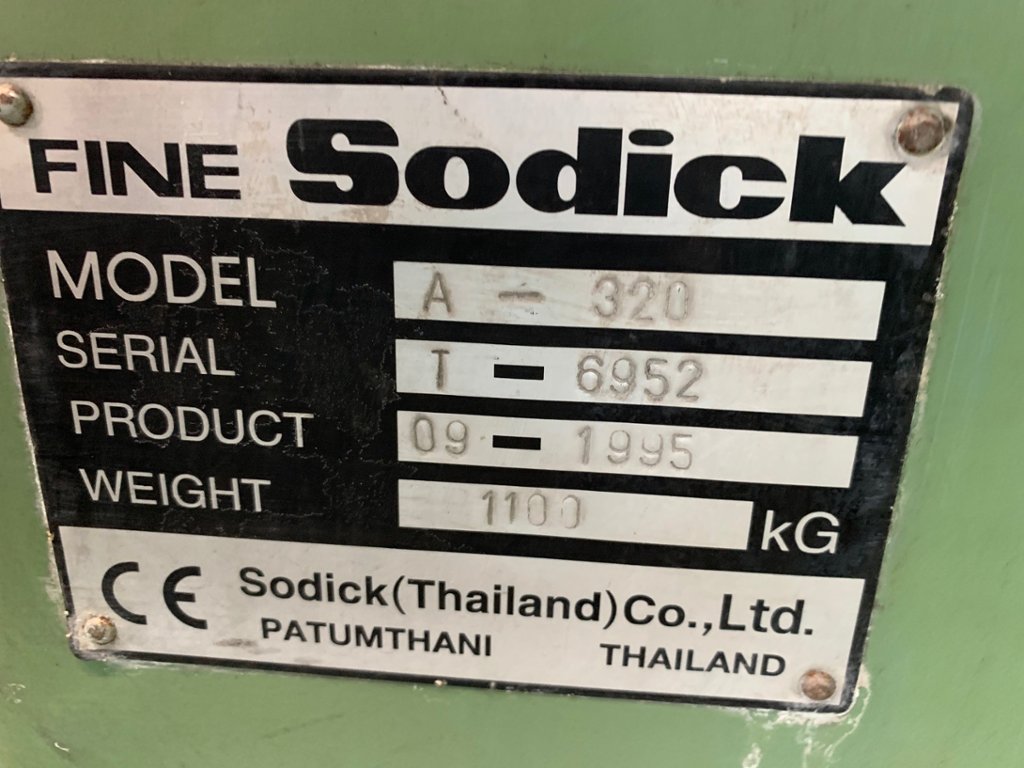 FINE Sodick
MODEL A - 320
SERIAL T - 6952
PRODUCT 09 - 1995
WEIGHT 1100 kG
CE Sodick(Thailand)Co.,Ltd.
PATUMTHANI THAILAND